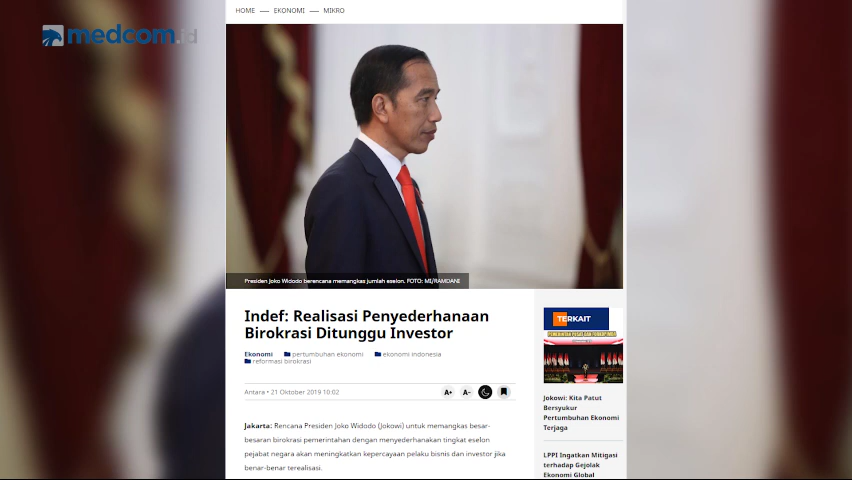 HOME — EKONOMI — MIKRO
medcom.id
Presiden Joko Widodo berencana memangkas jumlah eselon. FOTO: MI/RAMDANI
Indef: Realisasi Penyederhanaan
Birokrasi Ditunggu Investor
Ekonomi pertumbuhan ekonomi ekonomi indonesia
reformasi birokrasi
Antara • 21 Oktober 2019 10:02
A+ A-
Jakarta: Rencana Presiden Joko Widodo (Jokowi) untuk memangkas besar-
besaran birokrasi pemerintahan dengan menyederhanakan tingkat eselon
pejabat negara akan meningkatkan kepercayaan pelaku bisnis dan investor jika
benar-benar terealisasi.
TERKAIT
Jokowi: Kita Patut
Bersyukur
Pertumbuhan Ekonomi
Terjaga
LPPI Ingatkan Mitigasi
terhadap Gejolak
Ekonomi Global